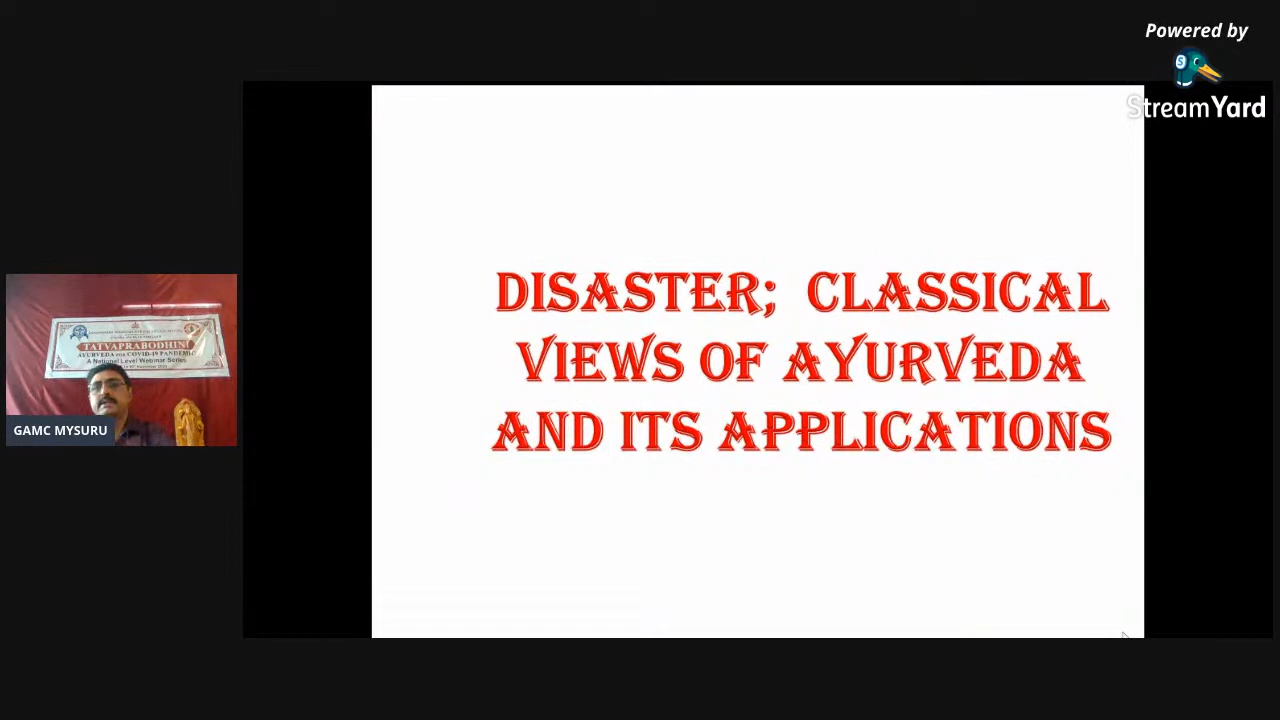 Powered by
StreamYard
DISASTER; CLASSICAL
VIEWS OF AYURVEDA
AND ITS APPLICATIONS
TATVAPRABODHINI
AYURVEDA FOR COVID-19 PANDEMIC
A National Level Webinar Series
GAMC MYSURU